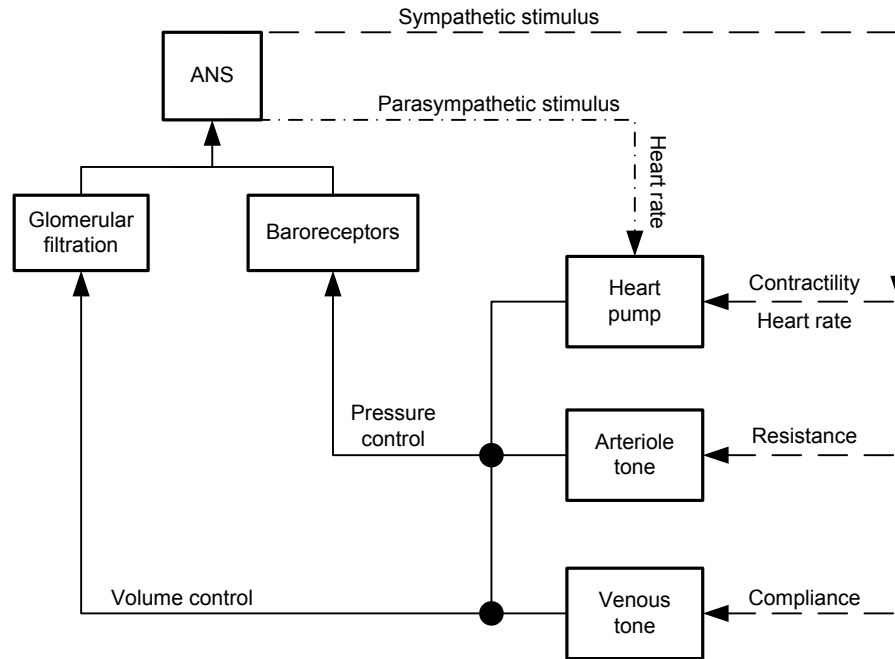 Sympathetic stimulus
ANS
Parasympathetic stimulus
Heart rate
Glomerular
filtration
Baroreceptors
Heart
pump
Contractility
Heart rate
Pressure
control
Arteriole
tone
Resistance
Volume control
Venous
tone
Compliance